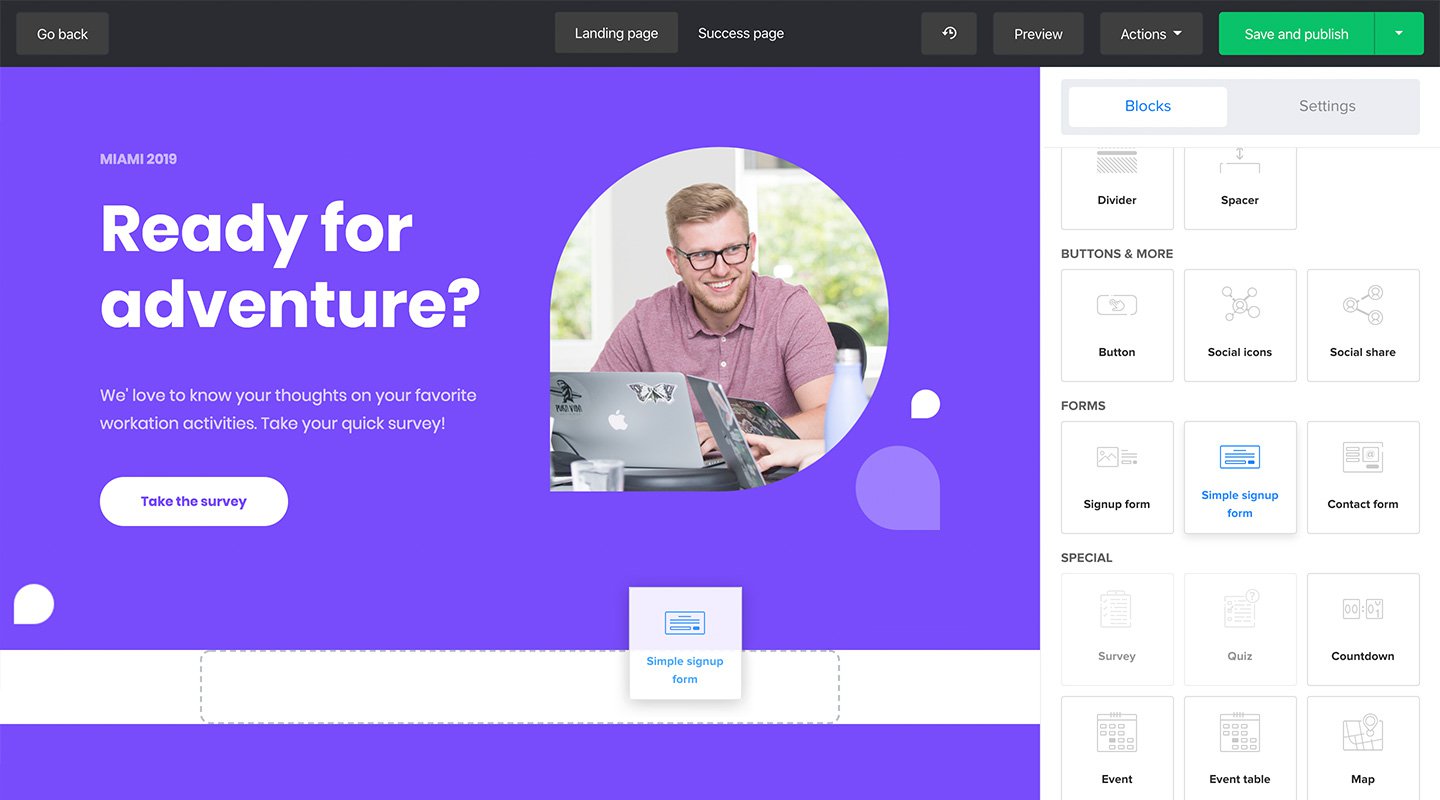 Go back
Landing page
Success page
Preview
Actions
Save and publish
Blocks
Settings
MIAMI 2019
Ready for
adventure?
We' love to know your thoughts on your favorite
workation activities. Take your quick survey!
Take the survey
PURA VIDA
Simple signup
form
Divider
Spacer
BUTTONS & MORE
Button
Social icons
Social share
FORMS
Signup form
Simple signup
form
Contact form
SPECIAL
Survey
Quiz
Countdown
Event
Event table
Map